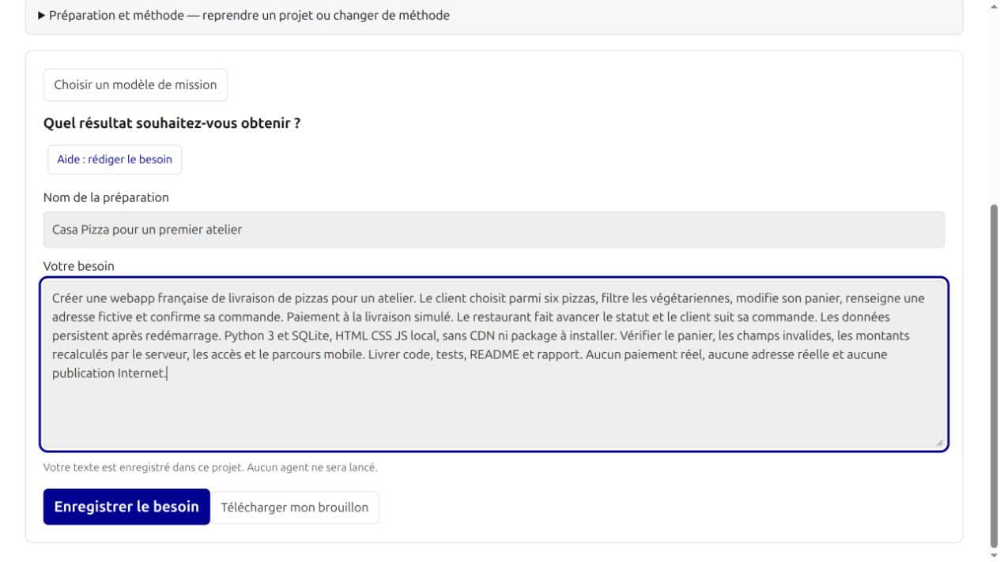 Préparation et méthode — reprendre un projet ou changer de méthode
Choisir un modèle de mission
Quel résultat souhaitez-vous obtenir ?
Aide : rédiger le besoin
Nom de la préparation
Casa Pizza pour un premier atelier
Votre besoin
Créer une webapp française de livraison de pizzas pour un atelier. Le client choisit parmi six pizzas, filtre les végétariennes, modifie son panier, renseigne une
adresse fictive et confirme sa commande. Paiement à la livraison simulé. Le restaurant fait avancer le statut et le client suit sa commande. Les données
persistent après redémarrage. Python 3 et SQLite, HTML CSS JS local, sans CDN ni package à installer. Vérifier le panier, les champs invalides, les montants
recalculés par le serveur, les accès et le parcours mobile. Livrer code, tests, README et rapport. Aucun paiement réel, aucune adresse réelle et aucune
publication Internet.
Votre texte est enregistré dans ce projet. Aucun agent ne sera lancé.
Enregistrer le besoin
Télécharger mon brouillon